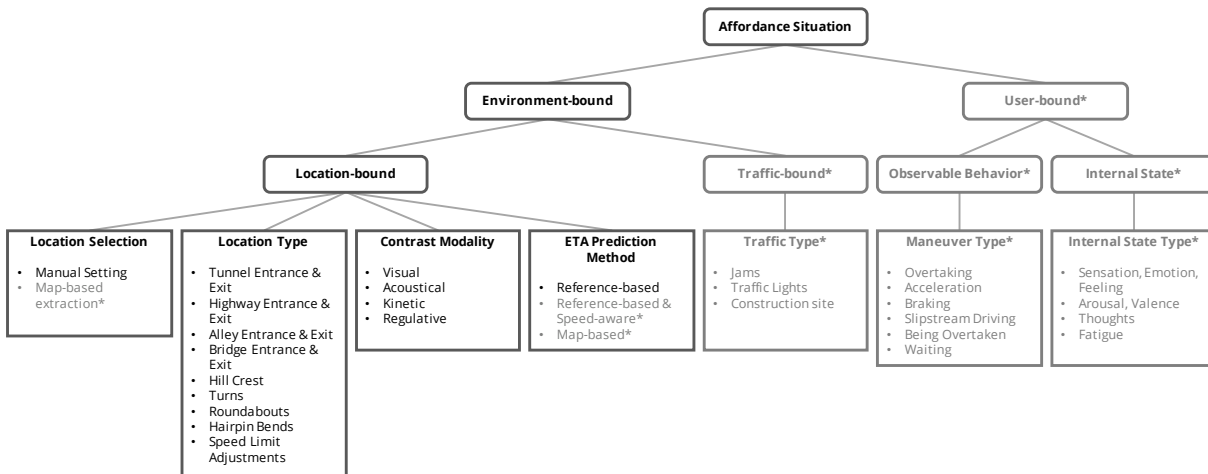 Affordance Situation
Environment-bound
User-bound*
Location-bound
Traffic-bound*
Observable Behavior*
Internal State*
Location Selection
• Manual Setting
• Map-based
extraction*
Location Type
• Tunnel Entrance &
Exit
• Highway Entrance &
Exit
• Alley Entrance & Exit
• Bridge Entrance &
Exit
• Hill Crest
• Turns
• Roundabouts
• Hairpin Bends
• Speed Limit
Adjustments
Contrast Modality
• Visual
• Acoustical
• Kinetic
• Regulative
ETA Prediction
Method
• Reference-based
• Reference-based &
Speed-aware*
• Map-based*
Traffic Type*
• Jams
• Traffic Lights
• Construction site
Maneuver Type*
• Overtaking
• Acceleration
• Braking
• Slipstream Driving
• Being Overtaken
• Waiting
Internal State Type*
• Sensation, Emotion,
Feeling
• Arousal, Valence
• Thoughts
• Fatigue